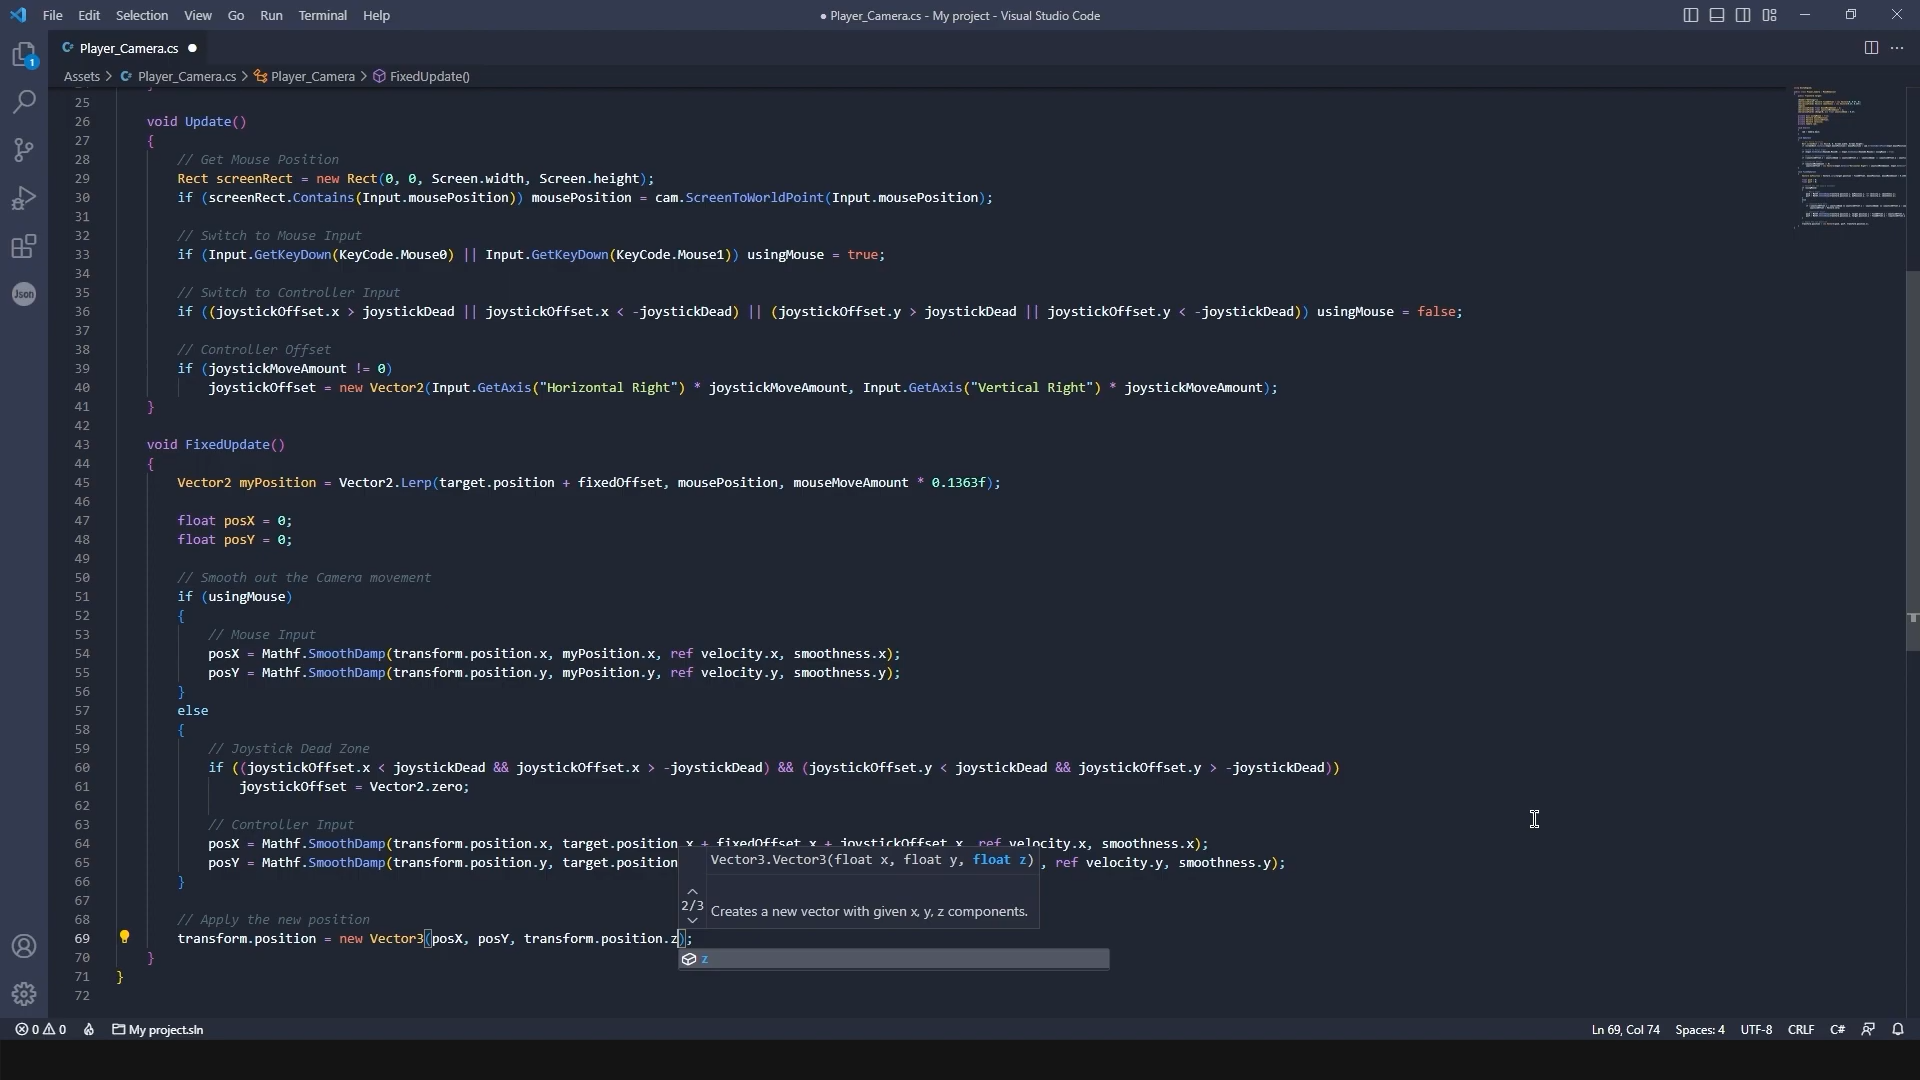 File Edit Selection View Go Run Terminal Help
● Player_Camera.cs - My project - Visual Studio Code
Player_Camera.cs
Assets > Player_Camera.cs > Player_Camera > FixedUpdate()
1
Json
25
26 void Update()
27 {
28 // Get Mouse Position
29 Rect screenRect = new Rect(0, 0, Screen.width, Screen.height);
30 if (screenRect.Contains(Input.mousePosition)) mousePosition = cam.ScreenToWorldPoint(Input.mousePosition);
31
32 // Switch to Mouse Input
33 if (Input.GetKeyDown(KeyCode.Mouse0) || Input.GetKeyDown(KeyCode.Mouse1)) usingMouse = true;
34
35 // Switch to Controller Input
36 if ((joystickOffset.x > joystickDead || joystickOffset.x < -joystickDead) || (joystickOffset.y > joystickDead || joystickOffset.y < -joystickDead)) usingMouse = false;
37
38 // Controller Offset
39 if (joystickMoveAmount != 0)
40 joystickOffset = new Vector2(Input.GetAxis("Horizontal Right") * joystickMoveAmount, Input.GetAxis("Vertical Right") * joystickMoveAmount);
41 }
42
43 void FixedUpdate()
44 {
45 Vector2 myPosition = Vector2.Lerp(target.position + fixedOffset, mousePosition, mouseMoveAmount * 0.1363f);
46
47 float posX = 0;
48 float posY = 0;
49
50 // Smooth out the Camera movement
51 if (usingMouse)
52 {
53 // Mouse Input
54 posX = Mathf.SmoothDamp(transform.position.x, myPosition.x, ref velocity.x, smoothness.x);
55 posY = Mathf.SmoothDamp(transform.position.y, myPosition.y, ref velocity.y, smoothness.y);
56 }
57 else
58 {
59 // Joystick Dead Zone
60 if ((joystickOffset.x < joystickDead && joystickOffset.x > -joystickDead) && (joystickOffset.y < joystickDead && joystickOffset.y > -joystickDead))
61 joystickOffset = Vector2.zero;
62
63 // Controller Input
64 posX = Mathf.SmoothDamp(transform.position.x, target.position.x + fixedOffset.x + joystickOffset.x, ref velocity.x, smoothness.x);
65 posY = Mathf.SmoothDamp(transform.position.y, target.position , ref velocity.y, smoothness.y);
Vector3.Vector3(float x, float y, float z)
2/3
Creates a new vector with given x, y, z components.
66 }
67
68 // Apply the new position
69 transform.position = new Vector3(posX, posY, transform.position.z);
z
70 }
71 }
72
0 0 My project.sln
Ln 69, Col 74 Spaces: 4 UTF-8 CRLF C#